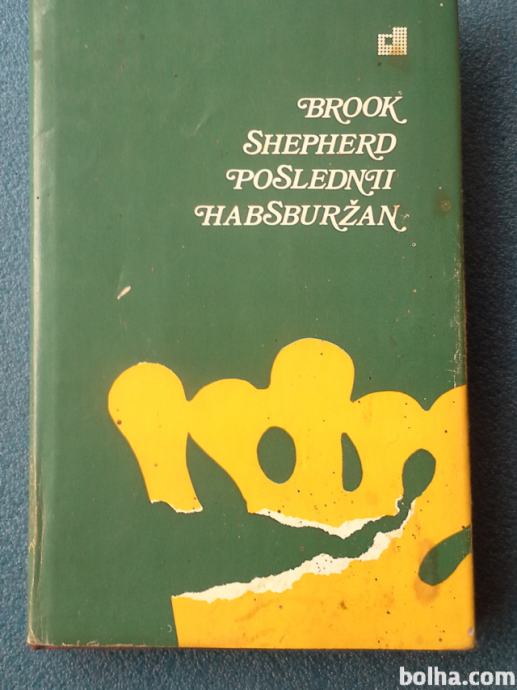 d
BROOK
SHEPHERD
POSLEDNJI
HABSBURŽAN
bolha.com